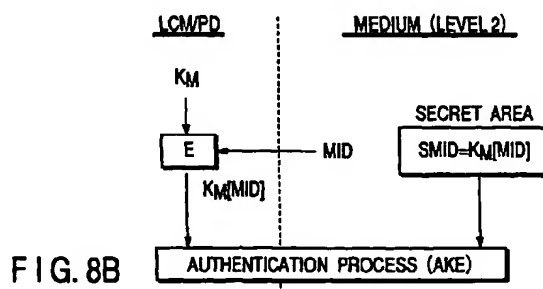 LCM/PD
MEDIUM (LEVEL 2)
KM
SECRET AREA
E
MID
SMID=KM[MID]
KM[MID]
AUTHENTICATION PROCESS (AKE)
FIG. 8B